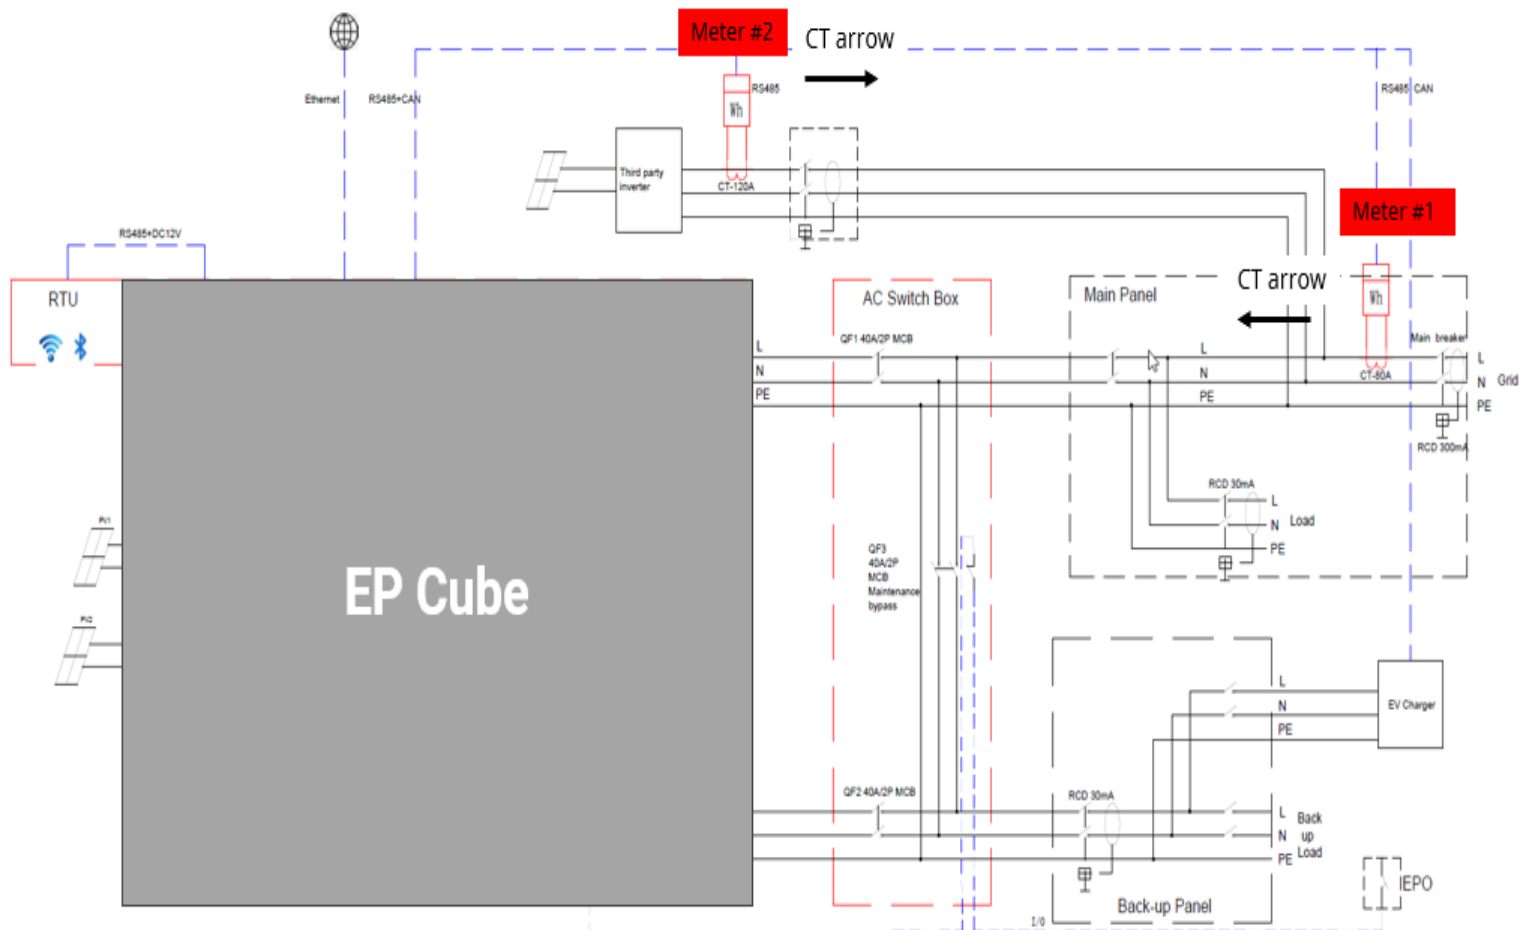 Meter #2
CT arrow
Ethernet
RS485+CAN
RS485
RS485
CAN
Wh
Third party
inverter
CT-120A
Meter #1
RS485+DC12V
RTU
AC Switch Box
Main Panel
CT arrow
Wh
QF1 40A/2P MCB
Main breaker
L
N
PE
L
N
PE
CT-80A
L
N
Grid
PE
RCD 300mA
RCD 30mA
L
N
Load
PE
PV1
QF3
40A/2P
MCB
Maintenance
bypass
EP Cube
PV2
L
N
PE
EV Charger
QF2 40A/2P MCB
RCD 30mA
L
N
PE
Back
up
Load
EPO
Back-up Panel
I/O